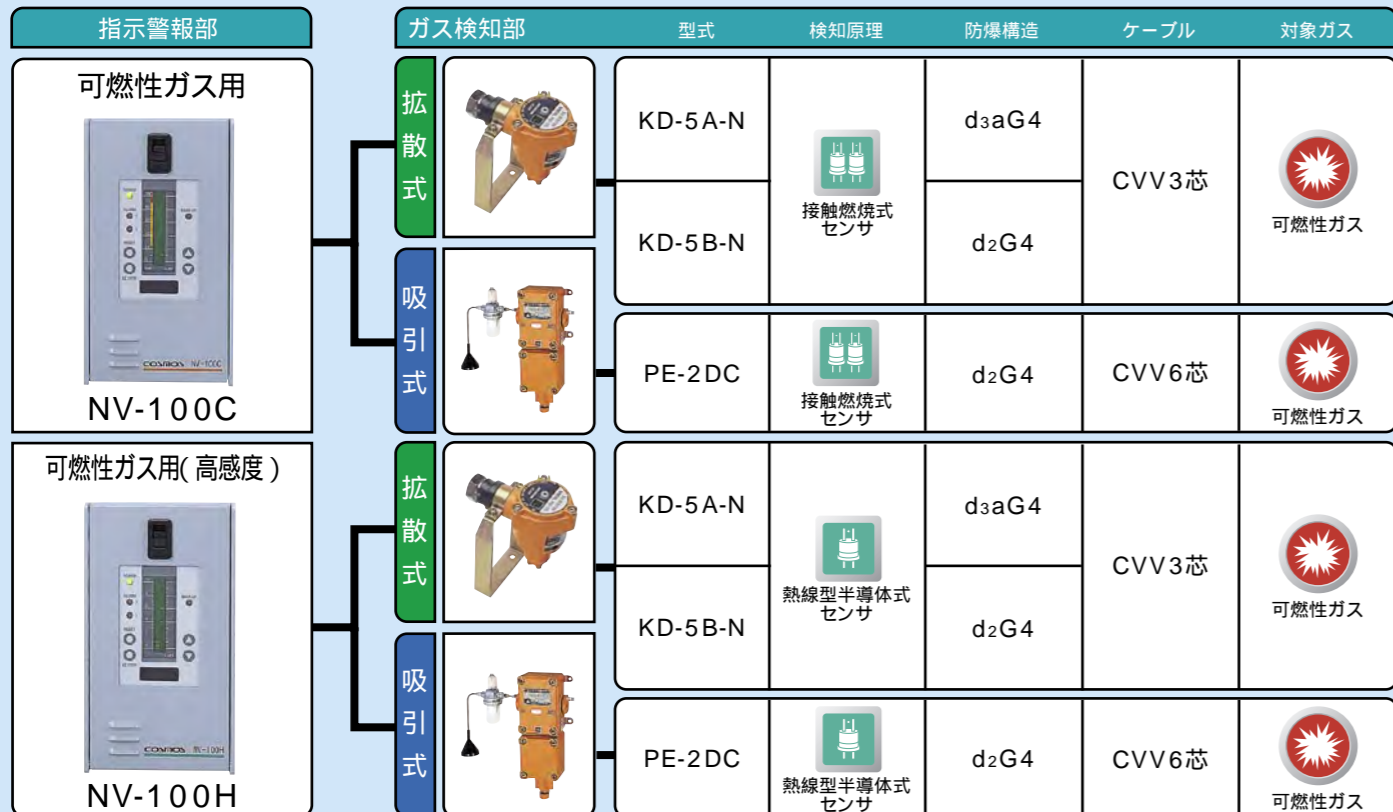 指示警報部
ガス検知部 型式 検知原理 防爆構造 ケーブル 対象ガス
可燃性ガス用
COSMOS NV-100C
NV-100C
拡散式
KD-5A-N
d3aG4
KD-5B-N
d2G4
接触燃焼式
センサ
CVV3芯
可燃性ガス
吸引式
PE-2DC
接触燃焼式
センサ
d2G4
CVV6芯
可燃性ガス
可燃性ガス用(高感度)
COSMOS NV-100H
NV-100H
拡散式
KD-5A-N
d3aG4
KD-5B-N
d2G4
熱線型半導体式
センサ
CVV3芯
可燃性ガス
吸引式
PE-2DC
熱線型半導体式
センサ
d2G4
CVV6芯
可燃性ガス